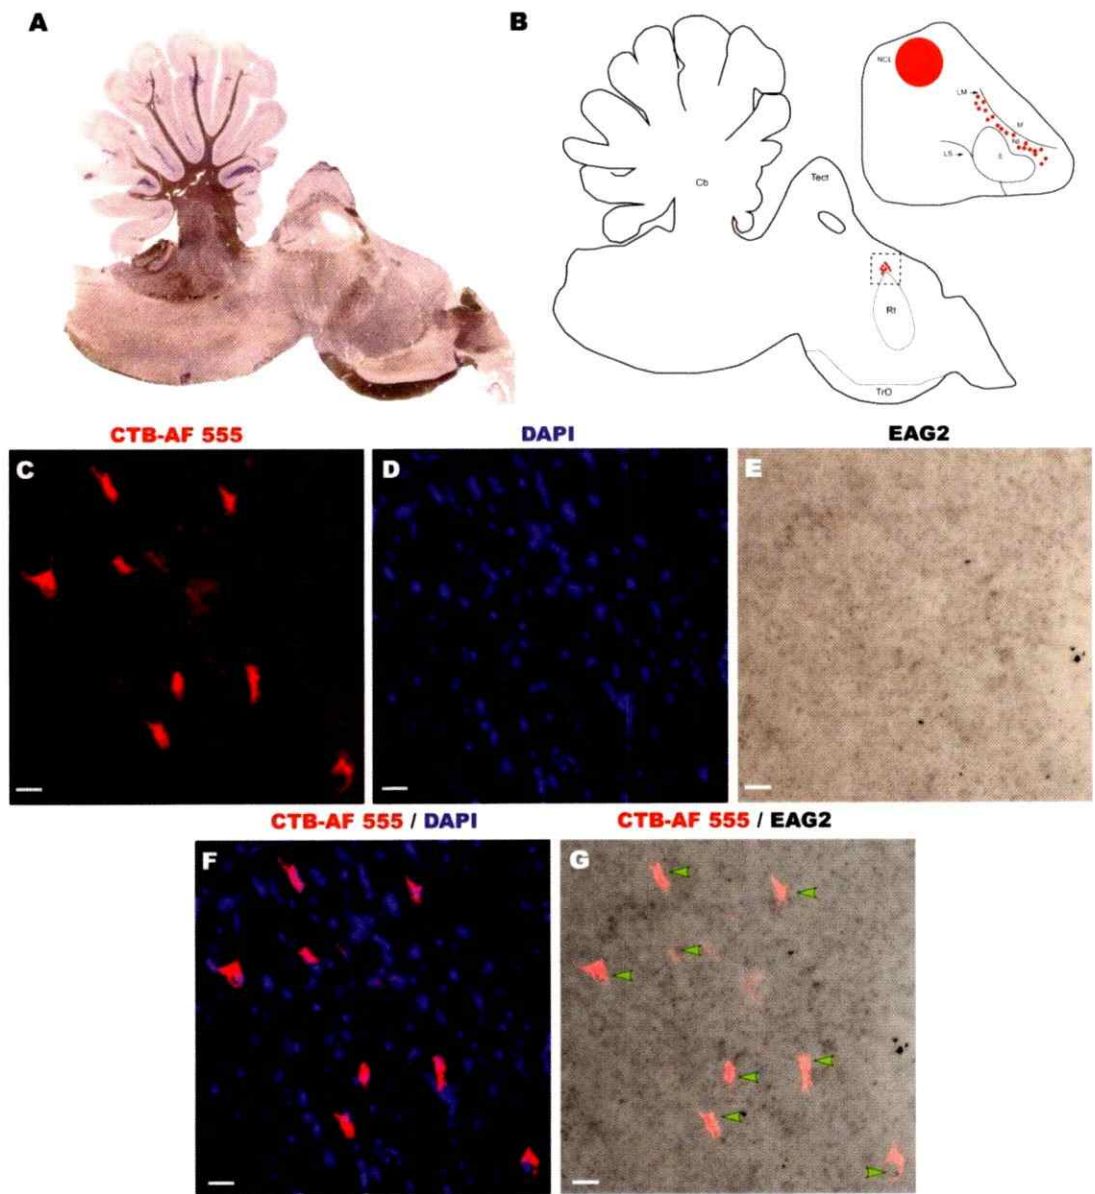 A
B
NCL
LM
M
LS
E
Cb
Tect
Rt
TrO
CTB-AF 555
DAPI
EAG2
C
D
E
CTB-AF 555 / DAPI
CTB-AF 555 / EAG2
F
G